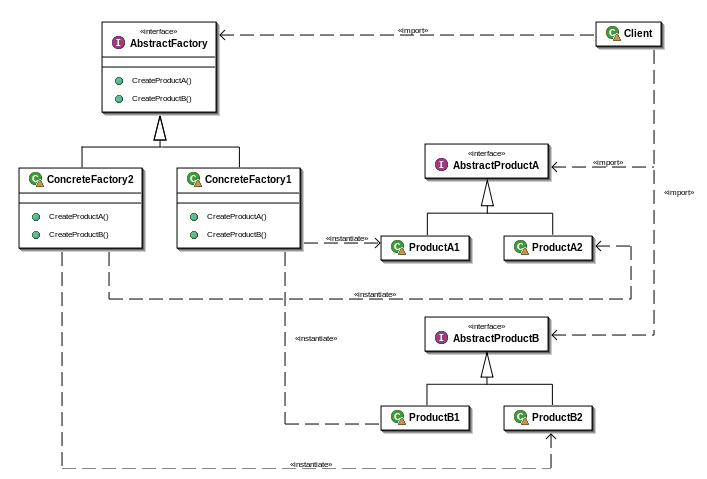 «interface»
I AbstractFactory
CreateProductA()
CreateProductB()
«import»
C Client
«interface»
I AbstractProductA
«import»
«import»
C ConcreteFactory2
CreateProductA()
CreateProductB()
C ConcreteFactory1
CreateProductA()
CreateProductB()
«instantiate»
C ProductA1
C ProductA2
«instantiate»
«interface»
I AbstractProductB
«instantiate»
C ProductB1
C ProductB2
«instantiate»